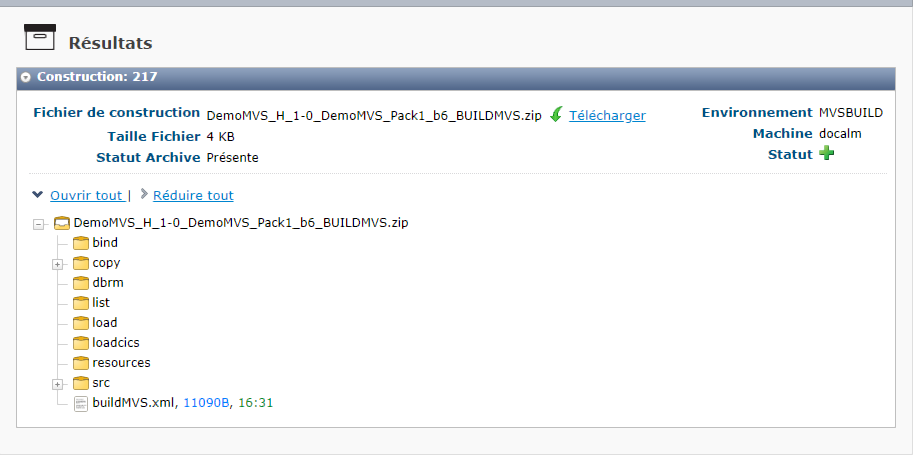 Résultats
Construction: 217
Fichier de construction DemoMVS_H_1-0_DemoMVS_Pack1_b6_BUILDMVS.zip Télécharger
Taille Fichier 4 KB
Statut Archive Présente
Environnement MVSBUILD
Machine docalm
Statut
Ouvrir tout | Réduire tout
DemoMVS_H_1-0_DemoMVS_Pack1_b6_BUILDMVS.zip
bind
copy
dbrm
list
load
loadcics
resources
src
buildMVS.xml, 11090B, 16:31